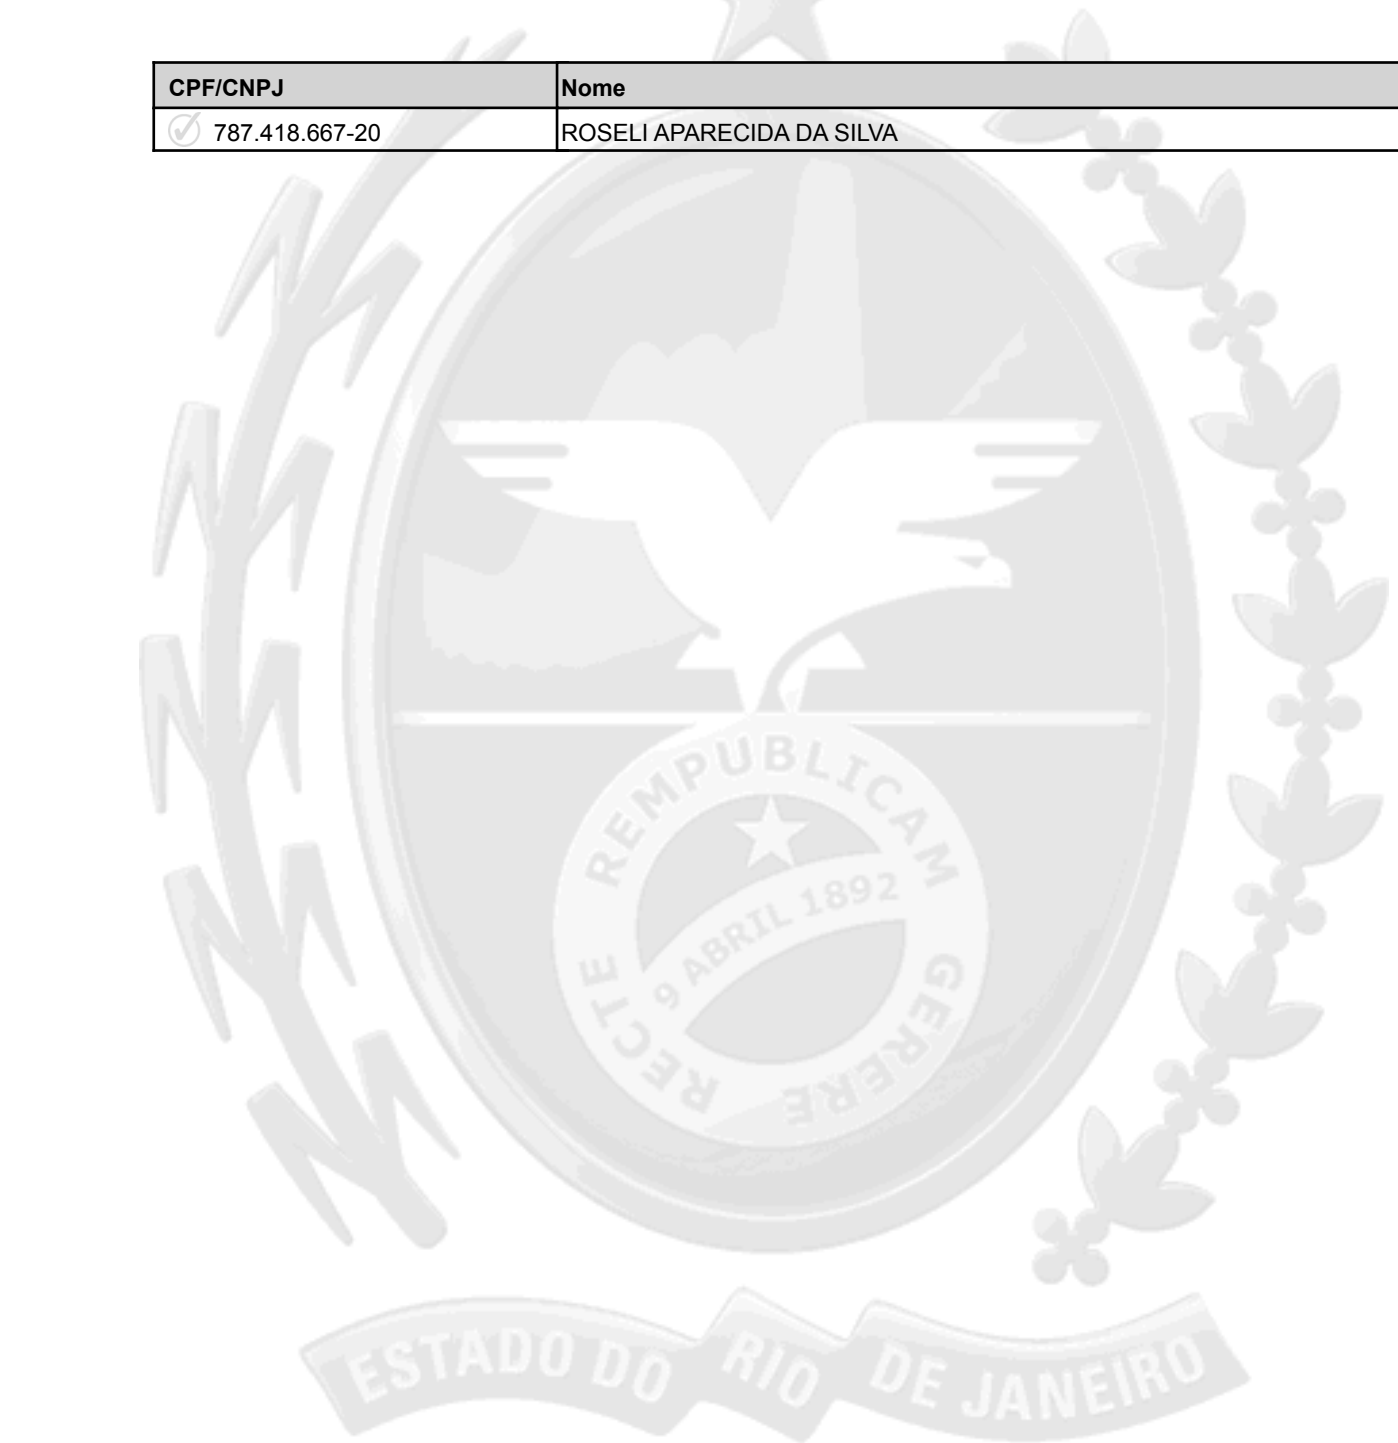 CPF/CNPJ Nome
787.418.667-20 ROSELI APARECIDA DA SILVA
REMPUBLICAM
9 ABRIL 1892
RECTE GERERE
ESTADO DO RIO DE JANEIRO